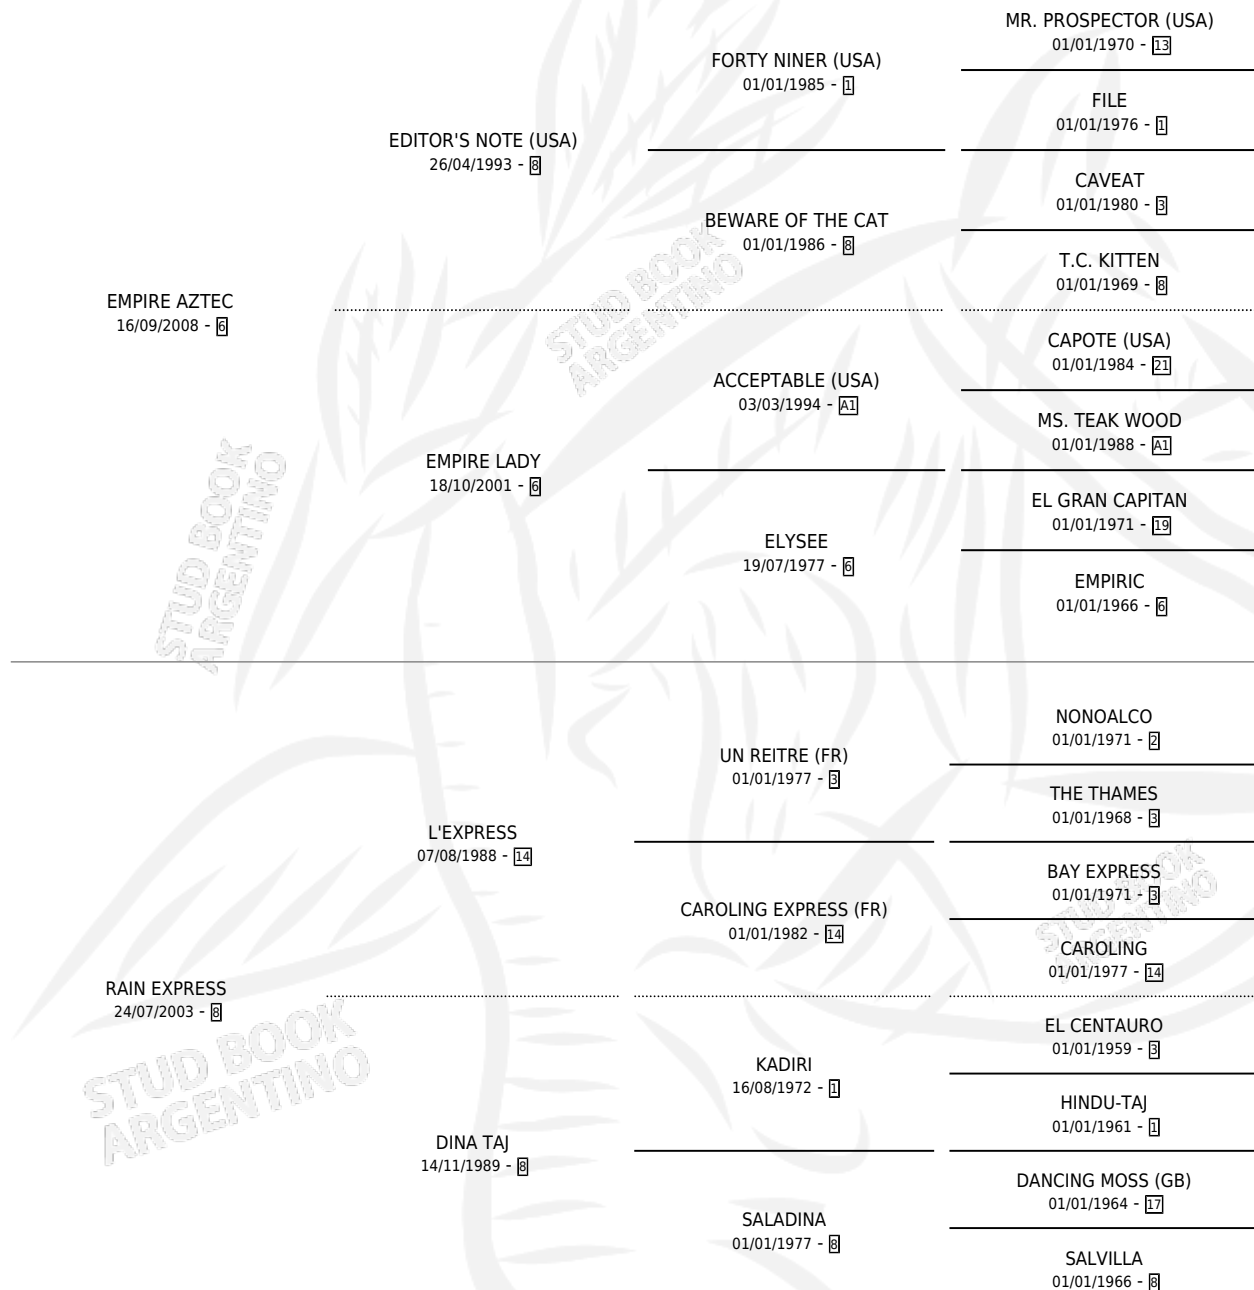 MR. PROSPECTOR (USA)
01/01/1970 - 13
FORTY NINER (USA)
01/01/1985 - 1
FILE
01/01/1976 - 1
EDITOR'S NOTE (USA)
26/04/1993 - 8
CAVEAT
01/01/1980 - 3
BEWARE OF THE CAT
01/01/1986 - 8
T.C. KITTEN
01/01/1969 - 8
EMPIRE AZTEC
16/09/2008 - 6
CAPOTE (USA)
01/01/1984 - 21
ACCEPTABLE (USA)
03/03/1994 - A1
MS. TEAK WOOD
01/01/1988 - A1
EMPIRE LADY
18/10/2001 - 6
EL GRAN CAPITAN
01/01/1971 - 19
ELYSEE
19/07/1977 - 6
EMPIRIC
01/01/1966 - 6
NONOALCO
01/01/1971 - 2
UN REITRE (FR)
01/01/1977 - 3
THE THAMES
01/01/1968 - 3
L'EXPRESS
07/08/1988 - 14
BAY EXPRESS
01/01/1971 - 3
CAROLING EXPRESS (FR)
01/01/1982 - 14
CAROLING
01/01/1977 - 14
RAIN EXPRESS
24/07/2003 - 8
EL CENTAURO
01/01/1959 - 3
KADIRI
16/08/1972 - 1
HINDU-TAJ
01/01/1961 - 1
DINA TAJ
14/11/1989 - 8
DANCING MOSS (GB)
01/01/1964 - 17
SALADINA
01/01/1977 - 8
SALVILLA
01/01/1966 - 8
STUD BOOK
ARGENTINO
STUD BOOK
ARGENTINO
STUD BOOK
ARGENTINO
STUD BOOK
ARGENTINO